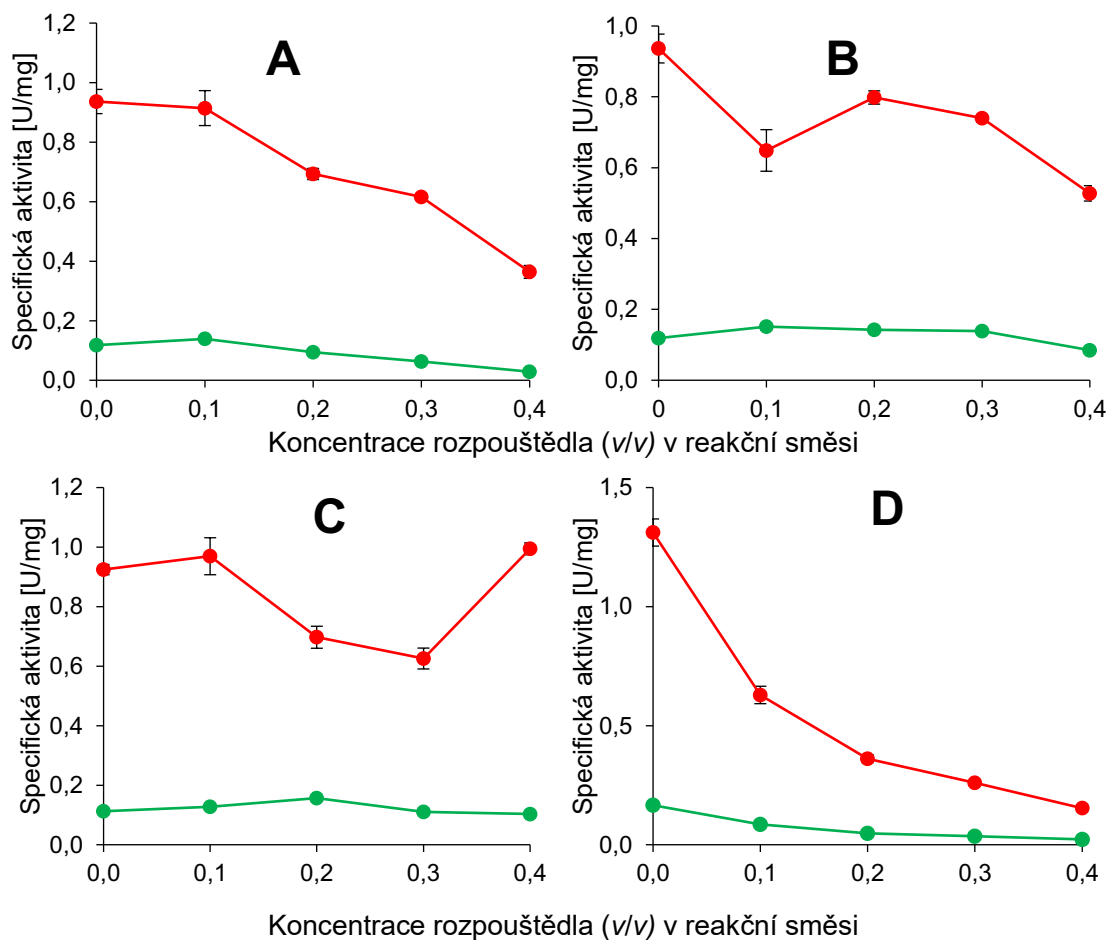 A
Specifická aktivita [U/mg]
1,2
1,0
0,8
0,6
0,4
0,2
0,0
0,0 0,1 0,2 0,3 0,4
B
Specifická aktivita [U/mg]
1,0
0,8
0,6
0,4
0,2
0,0
0 0,1 0,2 0,3 0,4
Koncentrace rozpouštědla (v/v) v reakční směsi
C
Specifická aktivita [U/mg]
1,2
1,0
0,8
0,6
0,4
0,2
0,0
0,0 0,1 0,2 0,3 0,4
D
Specifická aktivita [U/mg]
1,5
1,0
0,5
0,0
0,0 0,1 0,2 0,3 0,4
Koncentrace rozpouštědla (v/v) v reakční směsi